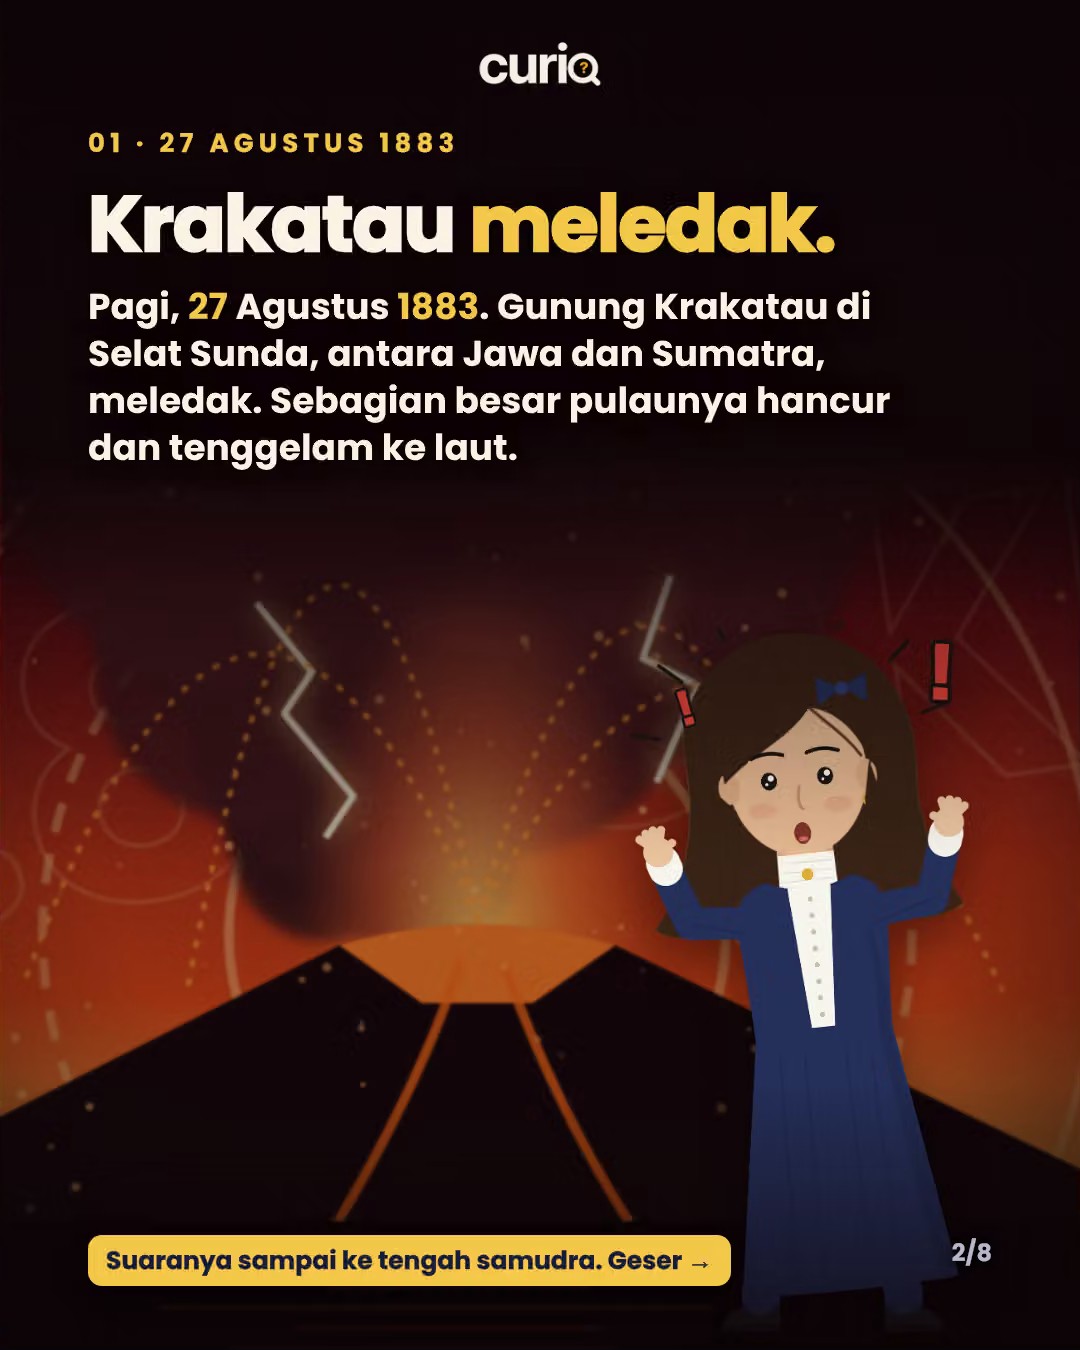 curio
01 · 27 AGUSTUS 1883
Krakatau meledak.
Pagi, 27 Agustus 1883. Gunung Krakatau di
Selat Sunda, antara Jawa dan Sumatra,
meledak. Sebagian besar pulaunya hancur
dan tenggelam ke laut.
!
!
Suaranya sampai ke tengah samudra. Geser →
2/8